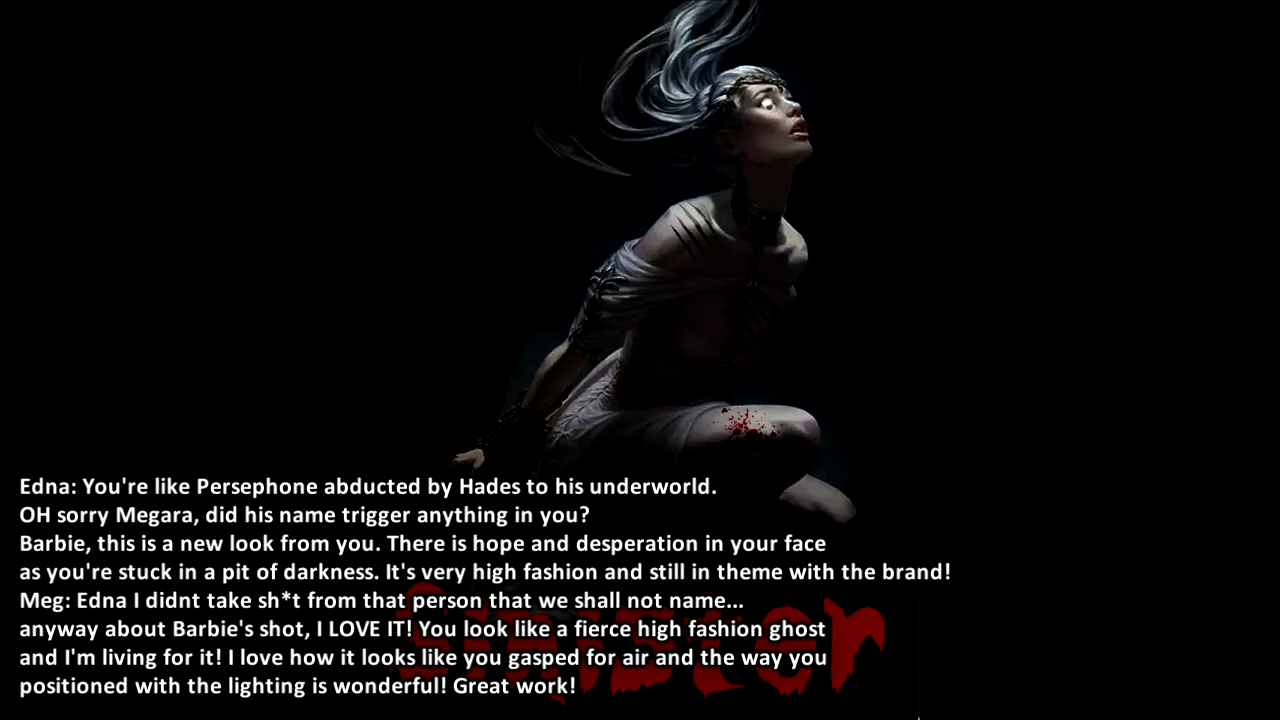 Edna: You're like Persephone abducted by Hades to his underworld.
OH sorry Megara, did his name trigger anything in you?
Barbie, this is a new look from you. There is hope and desperation in your face
as you're stuck in a pit of darkness. It's very high fashion and still in theme with the brand!
Meg: Edna I didnt take sh*t from that person that we shall not name...
anyway about Barbie's shot, I LOVE IT! You look like a fierce high fashion ghost
and I'm living for it! I love how it looks like you gasped for air and the way you
positioned with the lighting is wonderful! Great work!
sinister